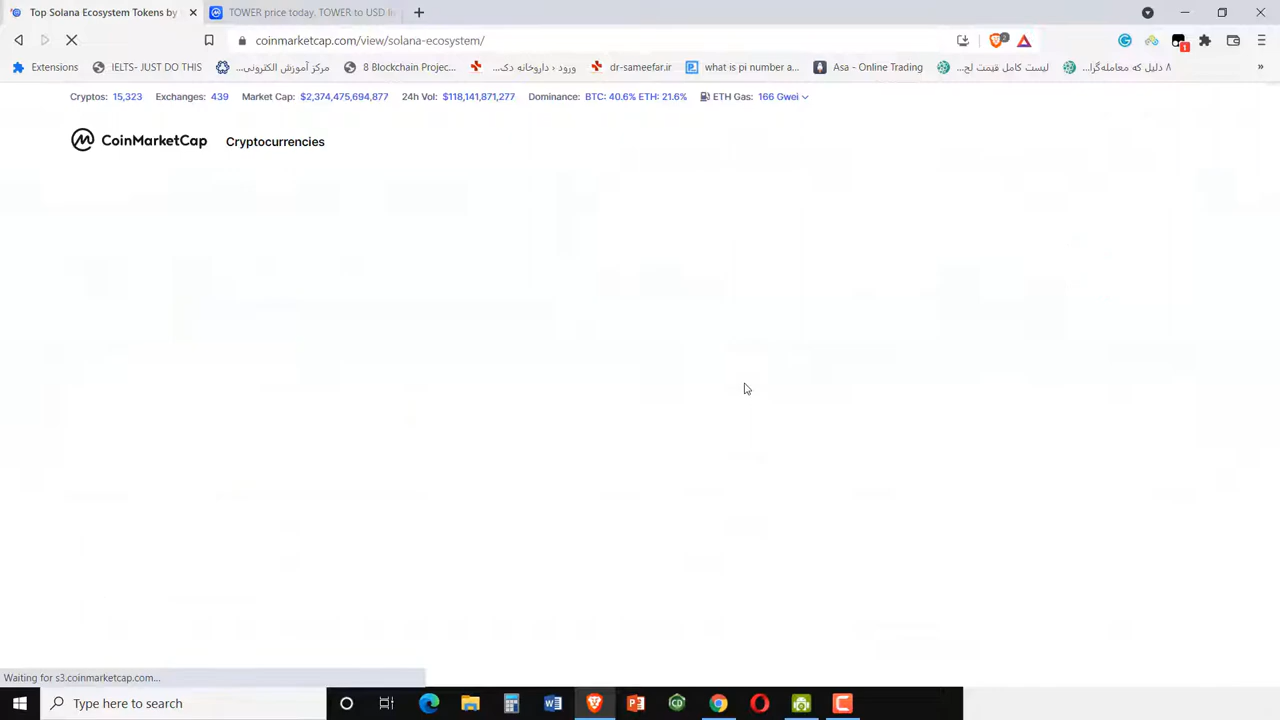 Top Solana Ecosystem Tokens by
TOWER price today. TOWER to USD li
coinmarketcap.com/view/solana-ecosystem/
2
1
Extensions
IELTS- JUST DO THIS
مرکز آموزش الکترونی...
8 Blockchain Projec...
ورود › داروخانه دک...
dr-sameefar.ir
what is pi number a...
Asa - Online Trading
لیست کامل قیمت لح...
۸ دلیل که معامله‌گرا...
»
Cryptos: 15,323 Exchanges: 439 Market Cap: $2,374,475,694,877 24h Vol: $118,141,871,277 Dominance: BTC: 40.6% ETH: 21.6% ETH Gas: 166 Gwei
CoinMarketCap
Cryptocurrencies
Waiting for s3.coinmarketcap.com...
Type here to search